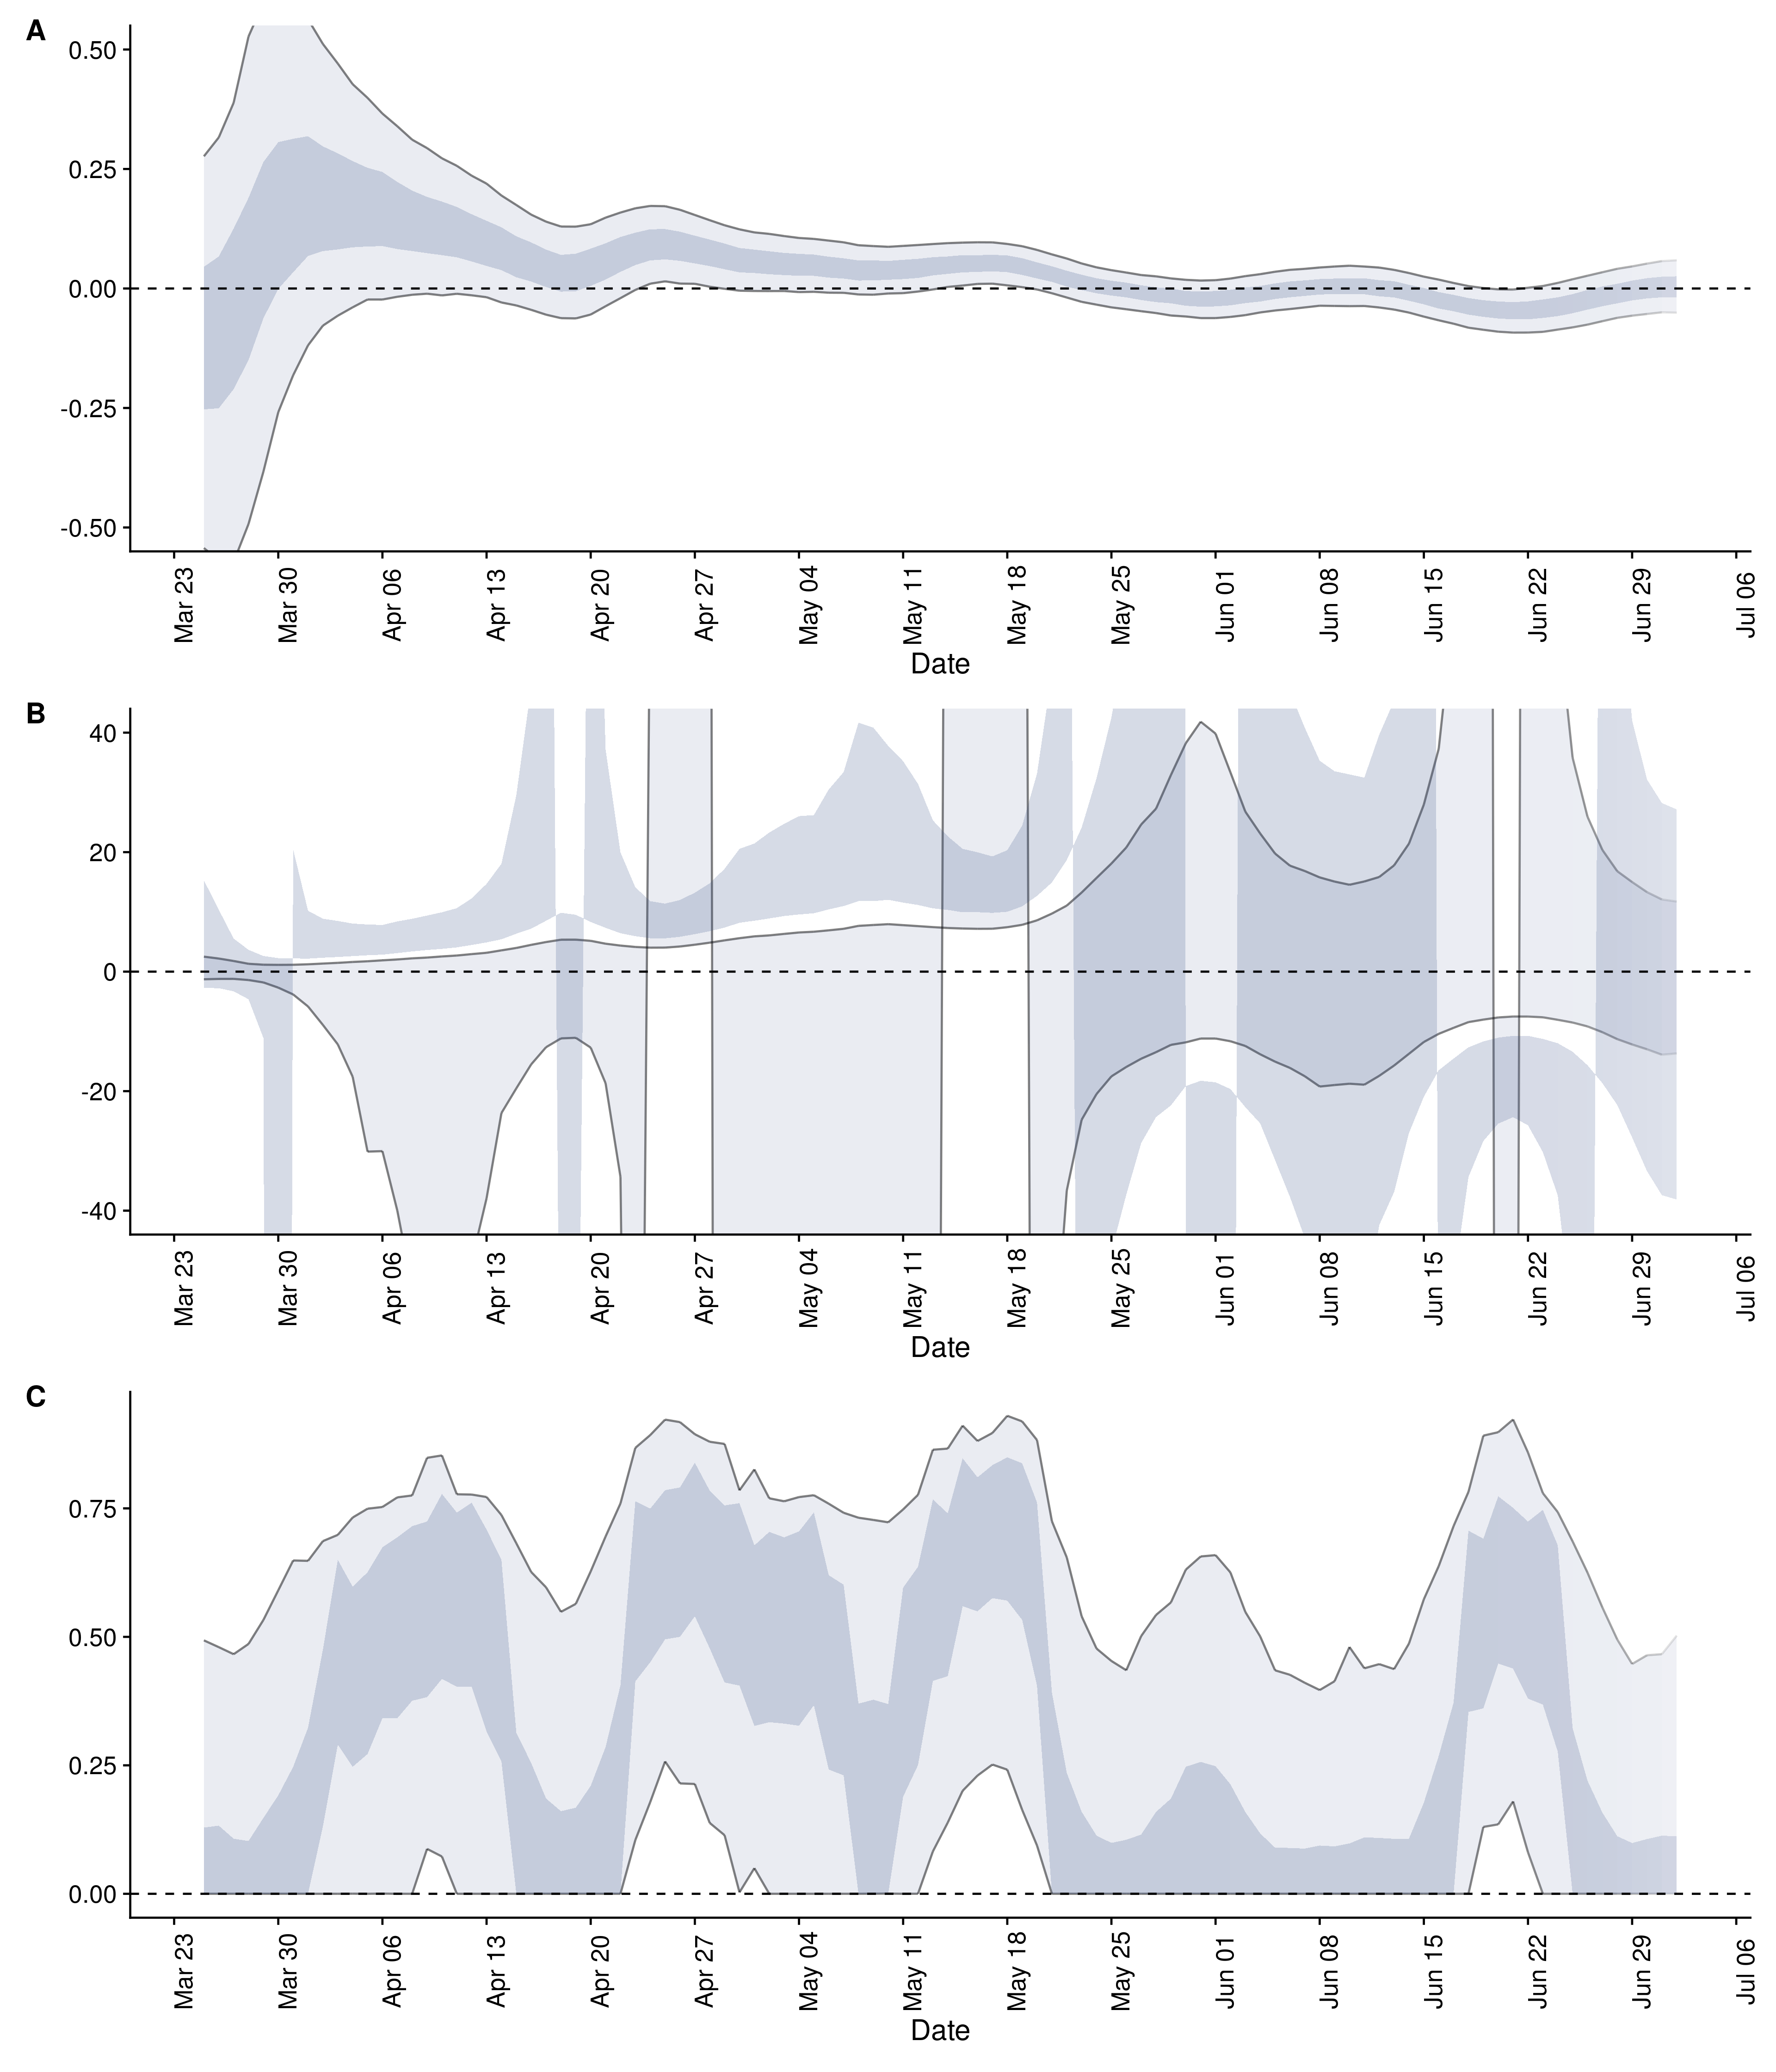 A
0.50
0.25
0.00
-0.25
-0.50
Mar 23
Mar 30
Apr 06
Apr 13
Apr 20
Apr 27
May 04
May 11
May 18
May 25
Jun 01
Jun 08
Jun 15
Jun 22
Jun 29
Jul 06
Date
B
40
20
0
-20
-40
Mar 23
Mar 30
Apr 06
Apr 13
Apr 20
Apr 27
May 04
May 11
May 18
May 25
Jun 01
Jun 08
Jun 15
Jun 22
Jun 29
Jul 06
Date
C
0.75
0.50
0.25
0.00
Mar 23
Mar 30
Apr 06
Apr 13
Apr 20
Apr 27
May 04
May 11
May 18
May 25
Jun 01
Jun 08
Jun 15
Jun 22
Jun 29
Jul 06
Date